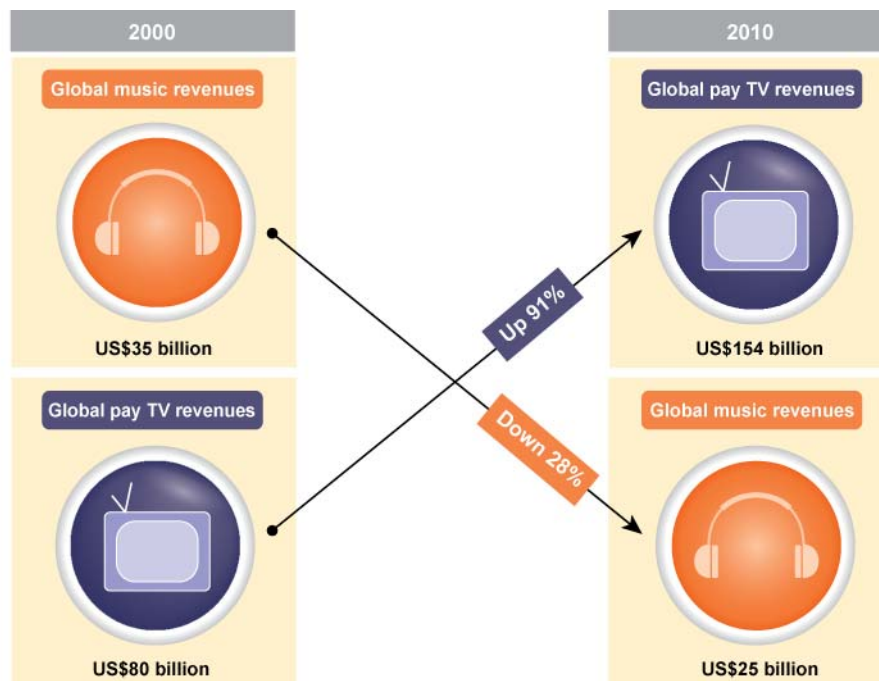 2000
Global music revenues
US$35 billion
Global pay TV revenues
US$80 billion
Up 91%
Down 28%
2010
Global pay TV revenues
US$154 billion
Global music revenues
US$25 billion